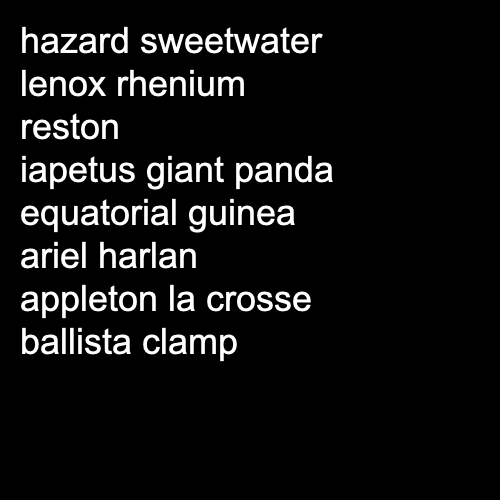 hazard sweetwater
lenox rhenium
reston
iapetus giant panda
equatorial guinea
ariel harlan
appleton la crosse
ballista clamp